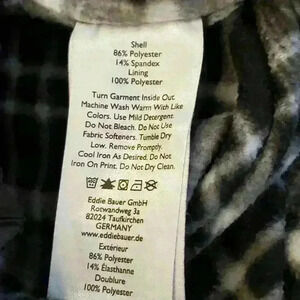 Shell
86% Polyester
14% Spandex
Lining
100% Polyester
Turn Garment Inside Out.
Machine Wash Warm With Like
Colors. Use Mild Detergent.
Do Not Bleach. Do Not Use
Fabric Softeners. Tumble Dry
Low. Remove Promptly.
Cool Iron As Desired. Do Not
Iron On Print. Do Not Dry Clean.
Eddie Bauer GmbH
Rotwandweg 3a
82024 Taufkirchen
GERMANY
www.eddiebauer.de
Extérieur
86% Polyester
14% Élasthanne
Doublure
100% Polyester